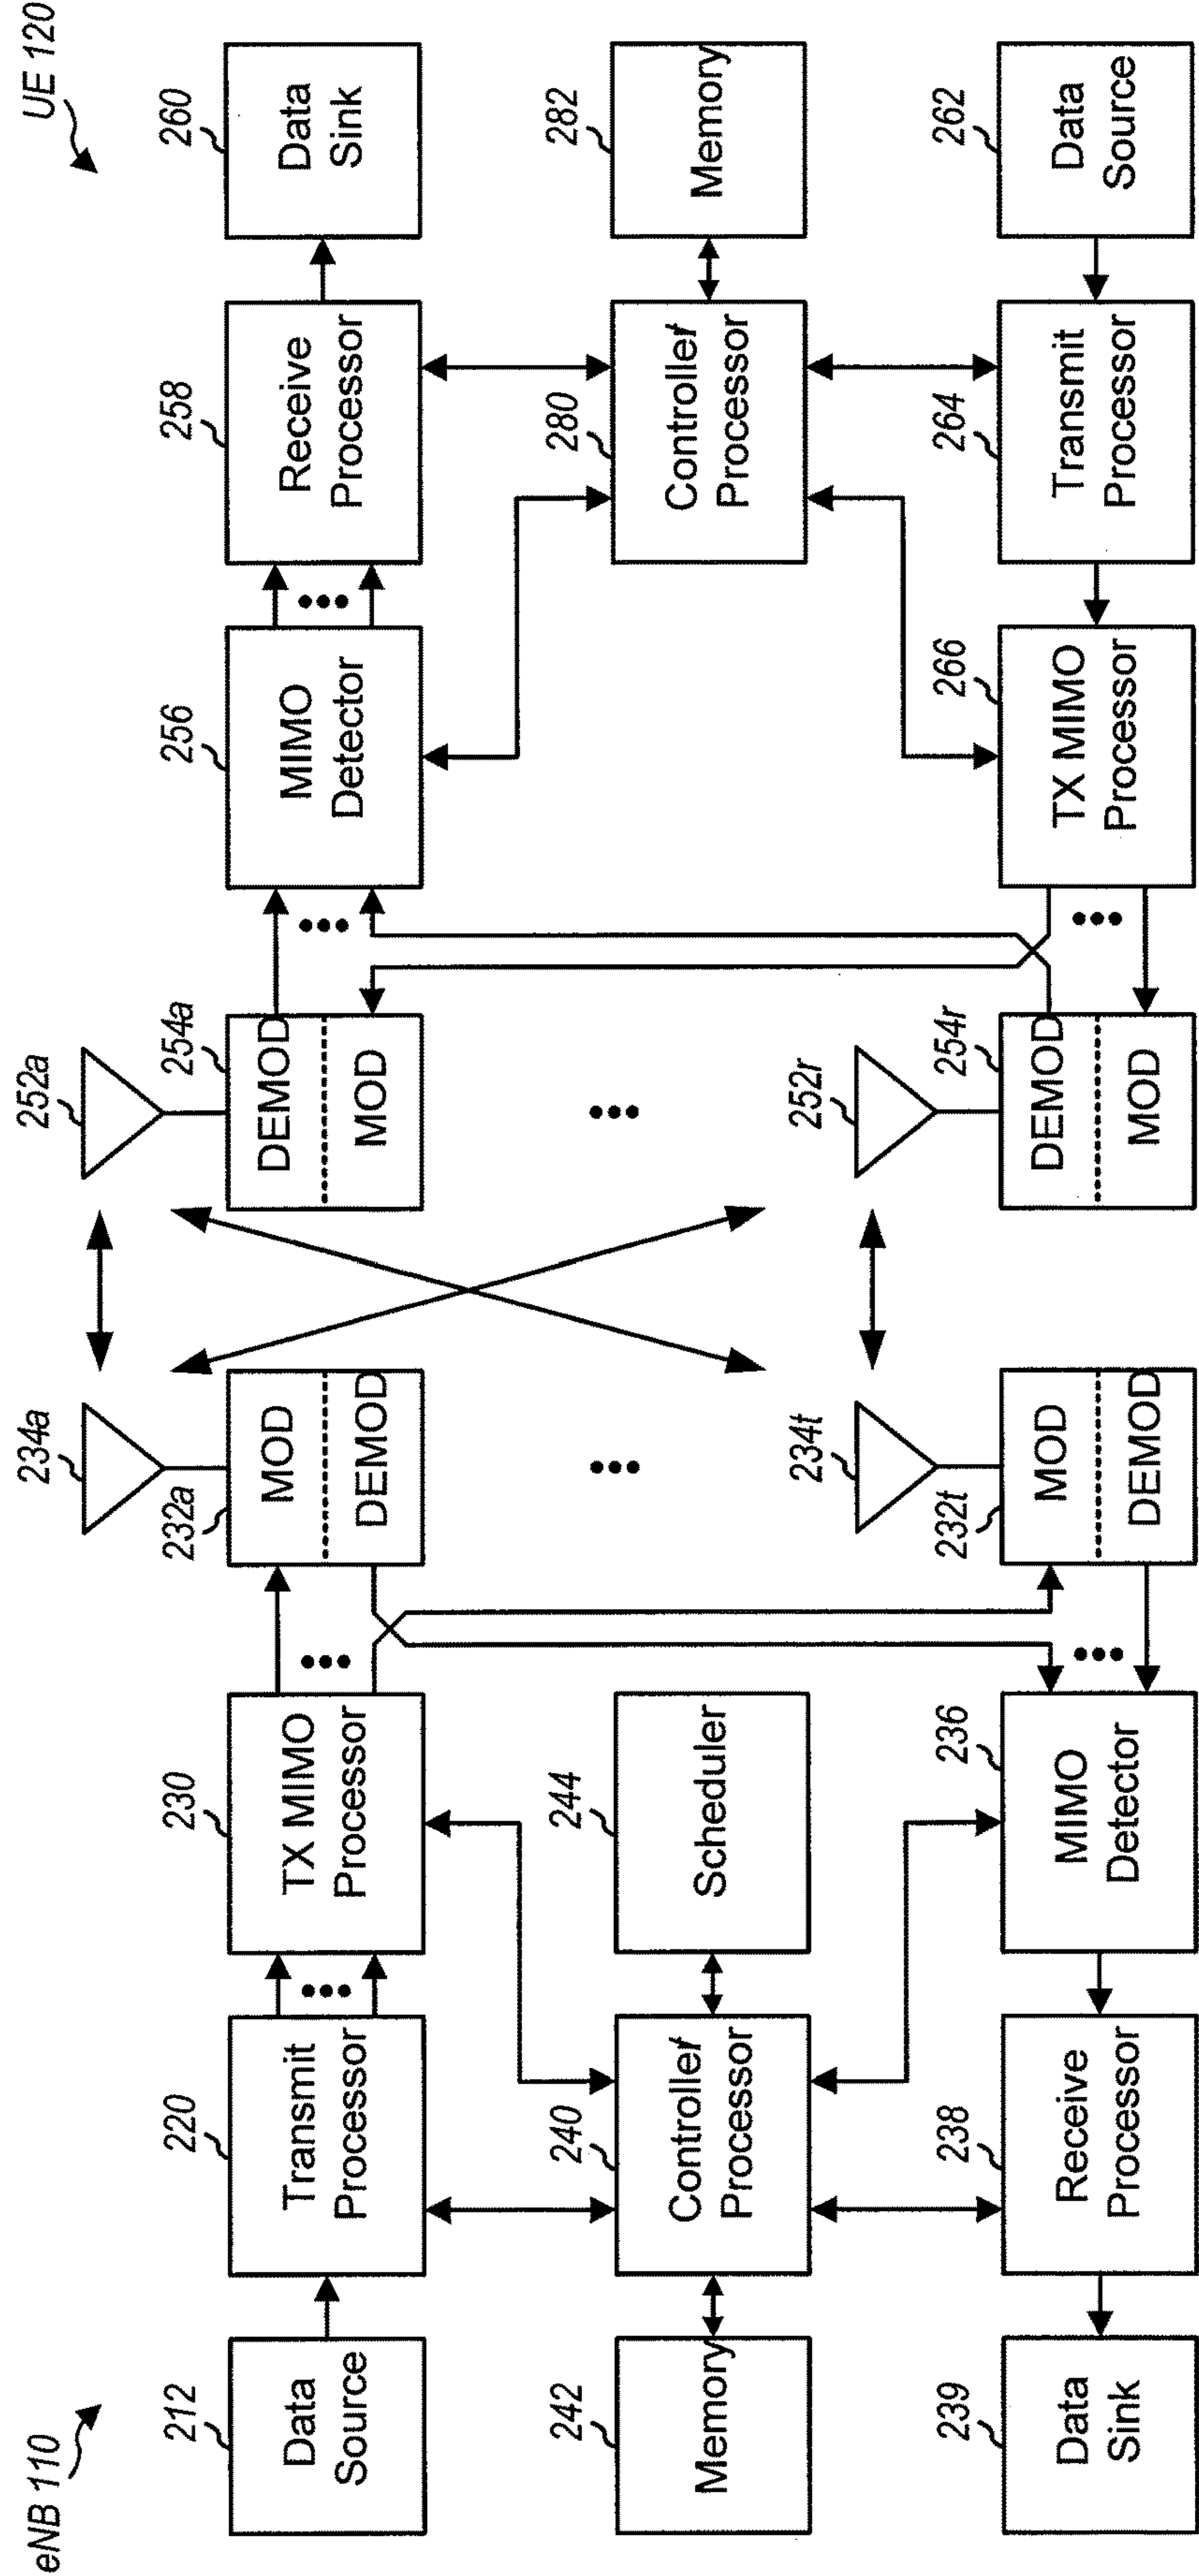 eNB 110
UE 120
234a
252a
212
220
230
232a
254a
256
258
260
Data
Source
Transmit
Processor
TX MIMO
Processor
MOD
DEMOD
DEMOD
MOD
MIMO
Detector
Receive
Processor
Data
Sink
242
240
244
280
282
Memory
Controller/
Processor
Scheduler
Controller/
Processor
Memory
234t
252r
239
238
236
232t
254r
266
264
262
Data
Sink
Receive
Processor
MIMO
Detector
MOD
DEMOD
DEMOD
MOD
TX MIMO
Processor
Transmit
Processor
Data
Source